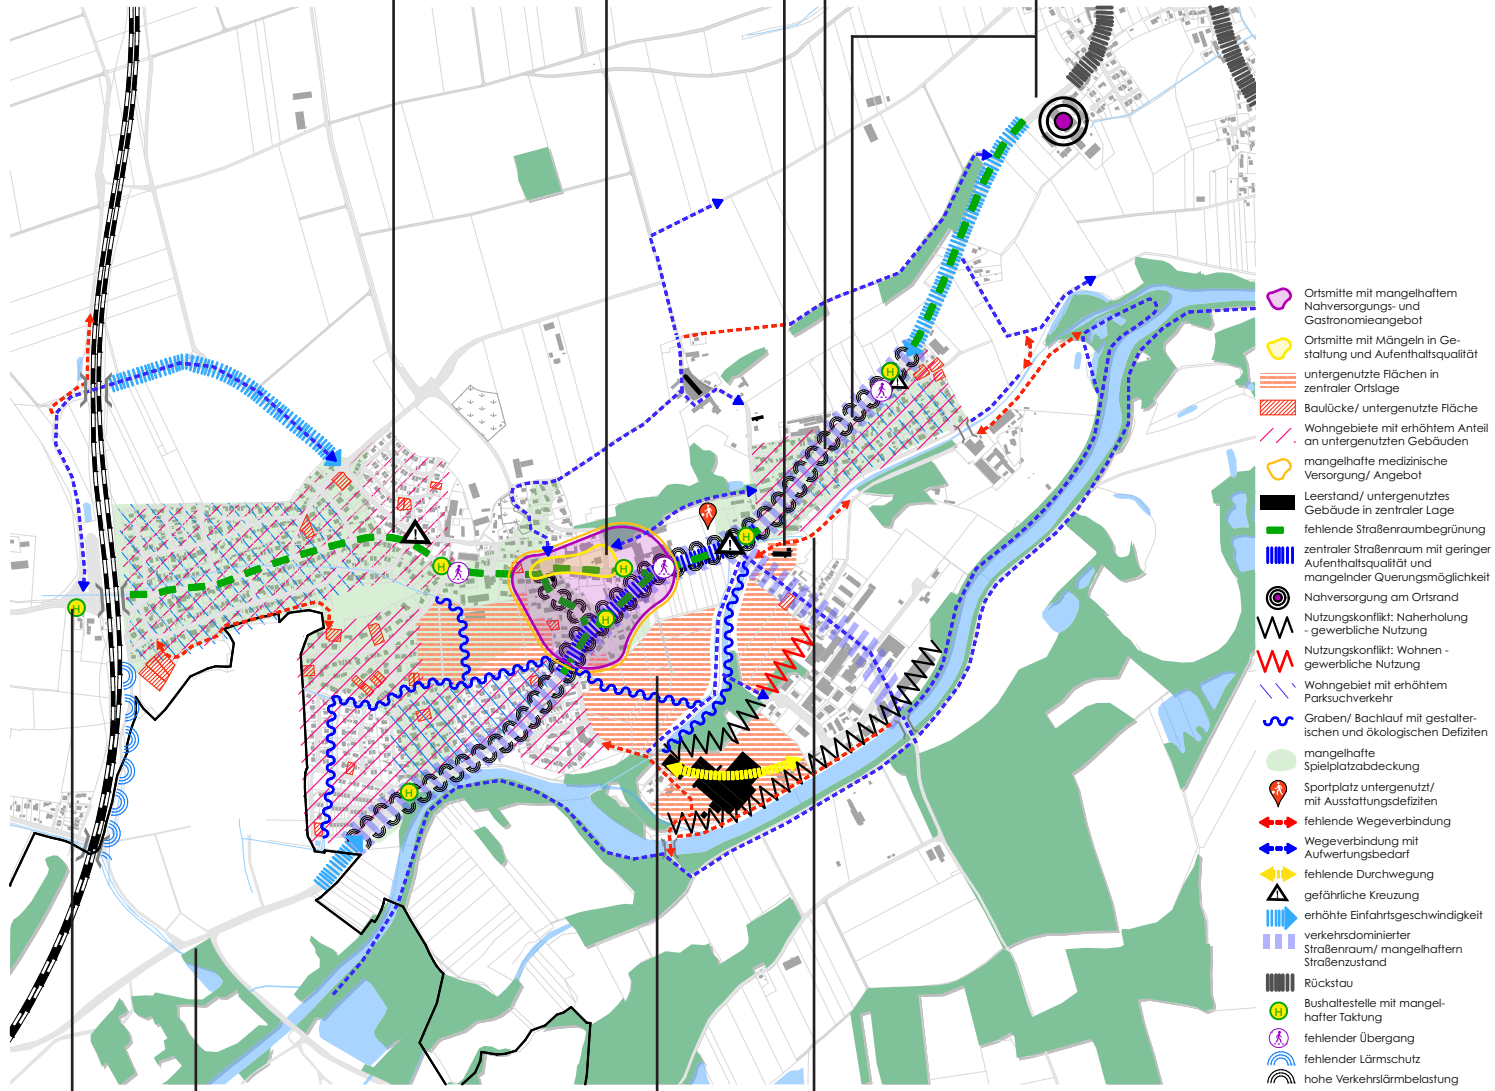 Ortsmitte mit mangelhaftem
Nahversorgungs- und
Gastronomieangebot
Ortsmitte mit Mängeln in Ge-
staltung und Aufenthaltsqualität
untergenutzte Flächen in
zentraler Ortslage
Baulücke/ untergenutzte Fläche
Wohngebiete mit erhöhtem Anteil
an untergenutzten Gebäuden
mangelhafte medizinische
Versorgung/ Angebot
Leerstand/ untergenutztes
Gebäude in zentraler Lage
fehlende Straßenraumbegrünung
zentraler Straßenraum mit geringer
Aufenthaltsqualität und
mangelnder Querungsmöglichkeit
Nahversorgung am Ortsrand
Nutzungskonflikt: Naherholung
- gewerbliche Nutzung
Nutzungskonflikt: Wohnen -
gewerbliche Nutzung
Wohngebiet mit erhöhtem
Parksuchverkehr
Graben/ Bachlauf mit gestalter-
ischen und ökologischen Defiziten
mangelhafte
Spielplatzabdeckung
Sportplatz untergenutzt/
mit Ausstattungsdefiziten
fehlende Wegeverbindung
Wegeverbindung mit
Aufwertungsbedarf
fehlende Durchwegung
gefährliche Kreuzung
erhöhte Einfahrtsgeschwindigkeit
verkehrsdominierter
Straßenraum/ mangelhaftern
Straßenzustand
Rückstau
H
Bushaltestelle mit mangel-
hafter Taktung
fehlender Übergang
fehlender Lärmschutz
hohe Verkehrslärmbelastung
H
H
H
H
H
H
H